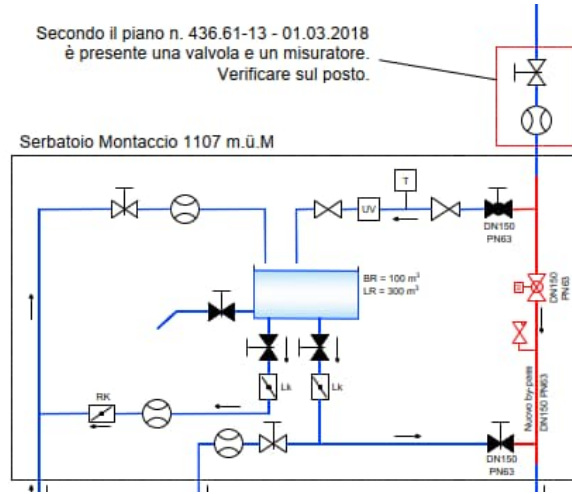 Secondo il piano n. 436.61-13 - 01.03.2018
è presente una valvola e un misuratore.
Verificare sul posto.
Serbatoio Montaccio 1107 m.ü.M
T
UV
DN150
PN63
BR = 100 m³
LR = 300 m³
DN150
PN63
RK
Lk
Lk
Nuovo by-pass
DN150 PN63
DN150
PN63